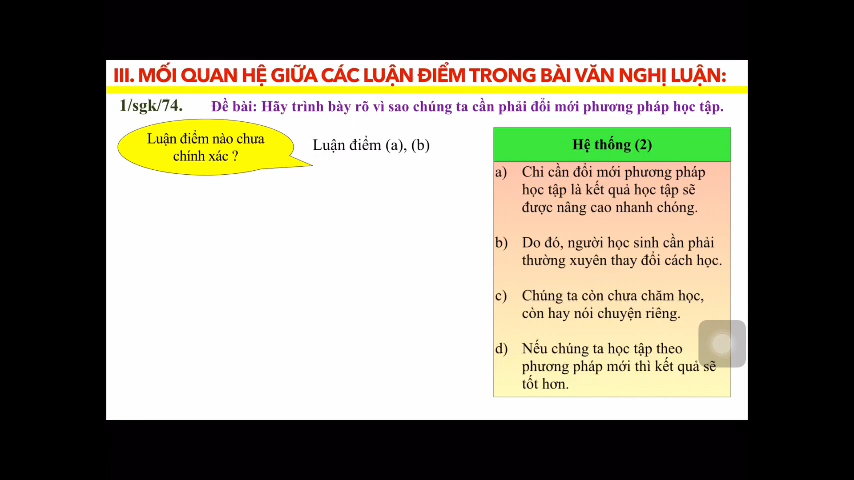 III. MỐI QUAN HỆ GIỮA CÁC LUẬN ĐIỂM TRONG BÀI VĂN NGHỊ LUẬN:
1/sgk/74. Đề bài: Hãy trình bày rõ vì sao chúng ta cần phải đổi mới phương pháp học tập.
Luận điểm nào chưa
chính xác ?
Luận điểm (a), (b)
Hệ thống (2)
a) Chỉ cần đổi mới phương pháp
học tập là kết quả học tập sẽ
được nâng cao nhanh chóng.
b) Do đó, người học sinh cần phải
thường xuyên thay đổi cách học.
c) Chúng ta còn chưa chăm học,
còn hay nói chuyện riêng.
d) Nếu chúng ta học tập theo
phương pháp mới thì kết quả sẽ
tốt hơn.